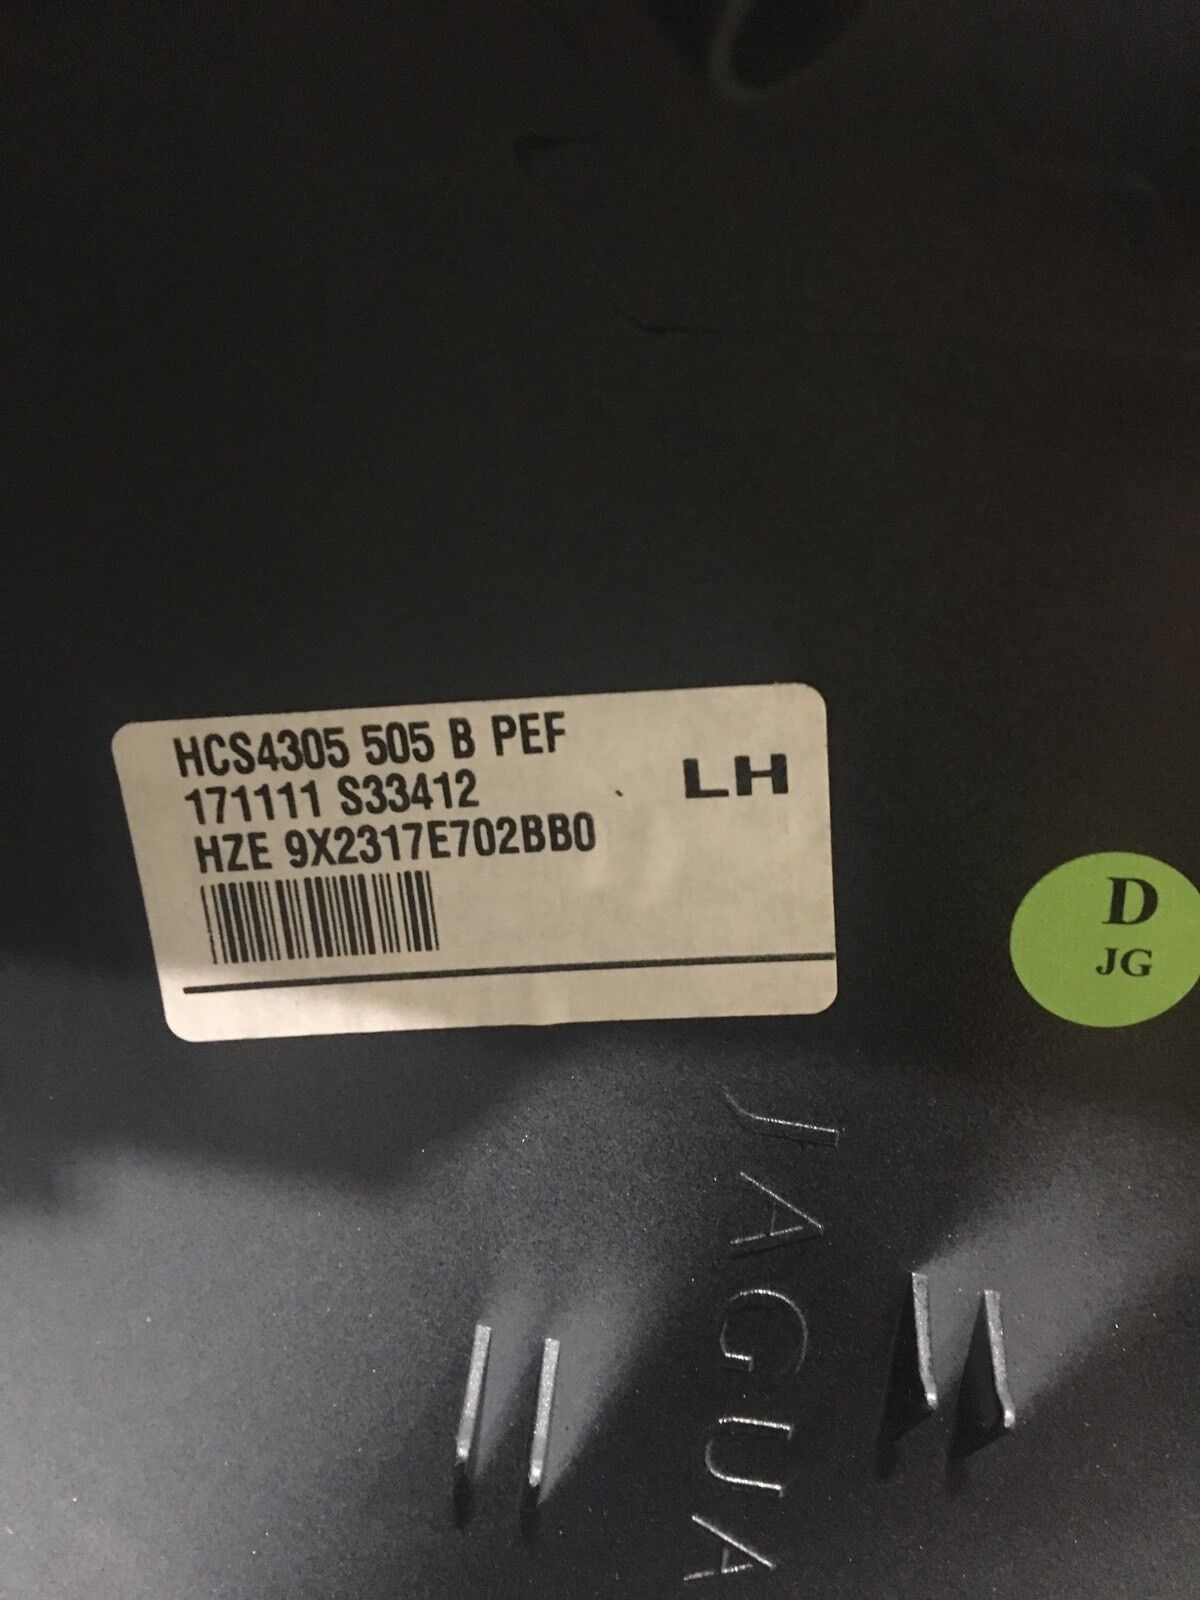 HCS4305 505 B PEF
171111 S33412
HZE 9X2317E702BB0
LH
D
JG
JAGUA